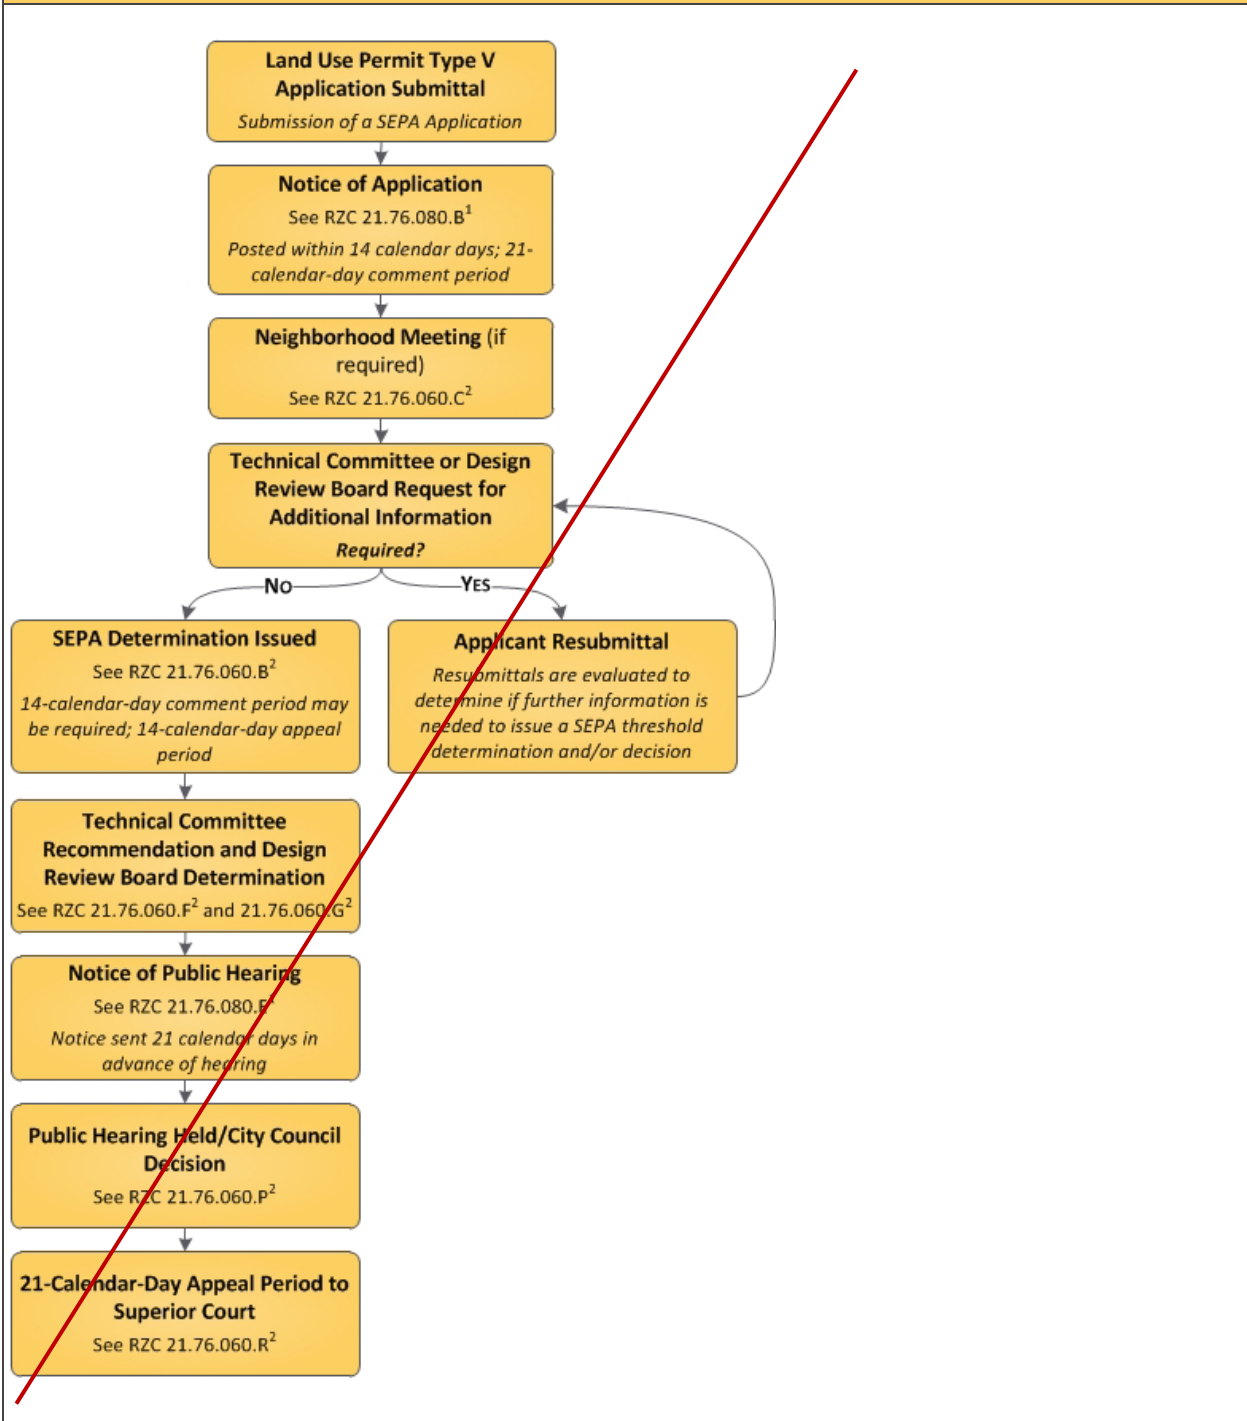 Land Use Permit Type V
Application Submittal
Submission of a SEPA Application
Notice of Application
See RZC 21.76.080.B¹
Posted within 14 calendar days; 21-
calendar-day comment period
Neighborhood Meeting (if
required)
See RZC 21.76.060.C²
Technical Committee or Design
Review Board Request for
Additional Information
Required?
No
Yes
SEPA Determination Issued
See RZC 21.76.060.B²
14-calendar-day comment period may
be required; 14-calendar-day appeal
period
Applicant Resubmittal
Resubmittals are evaluated to
determine if further information is
needed to issue a SEPA threshold
determination and/or decision
Technical Committee
Recommendation and Design
Review Board Determination
See RZC 21.76.060.F² and 21.76.060.G²
Notice of Public Hearing
See RZC
Notice sent 21 calendar days in
advance of hearing
Public Hearing Held/City Council
Decision
See RZC 21.76.060.P²
21-Calendar-Day Appeal Period to
Superior Court
See RZC 21.76.060.R²